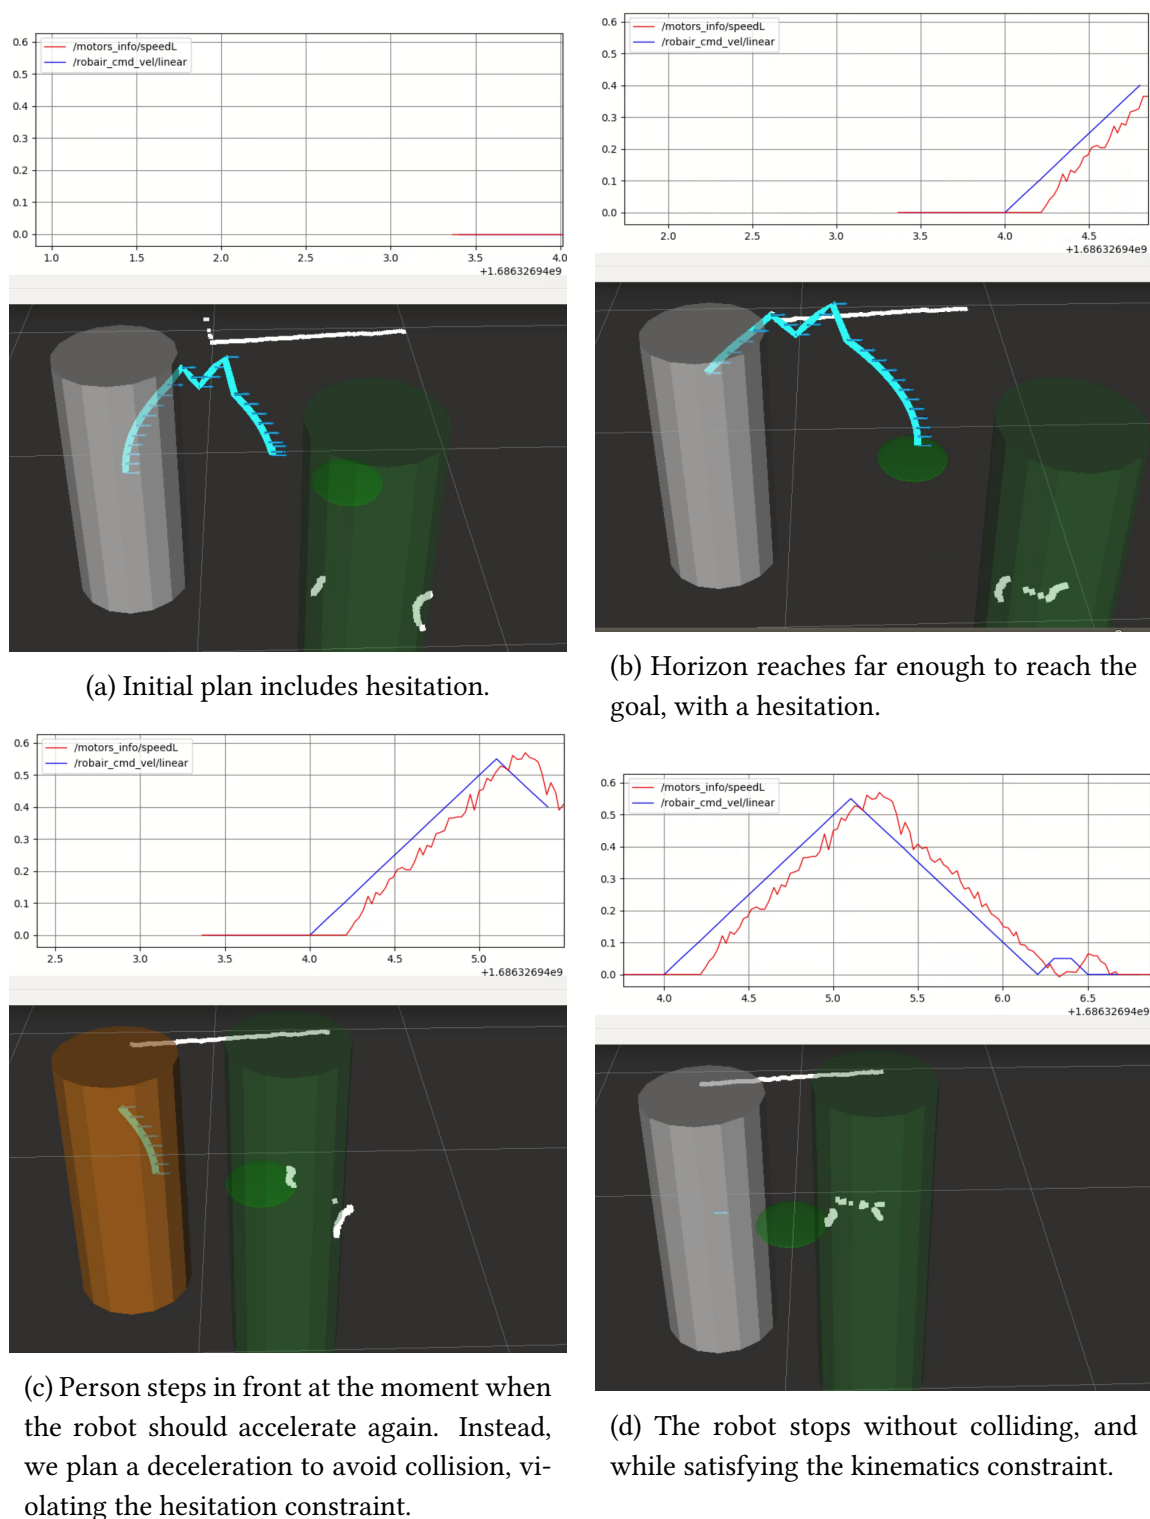 0.6
/motors_info/speedL
/robair_cmd_vel/linear
0.5
0.4
0.3
0.2
0.1
0.0
1.0 1.5 2.0 2.5 3.0 3.5 4.0
+1.68632694e9
(a) Initial plan includes hesitation.
0.6
/motors_info/speedL
/robair_cmd_vel/linear
0.5
0.4
0.3
0.2
0.1
0.0
2.0 2.5 3.0 3.5 4.0 4.5
+1.68632694e9
(b) Horizon reaches far enough to reach the
goal, with a hesitation.
0.6
/motors_info/speedL
/robair_cmd_vel/linear
0.5
0.4
0.3
0.2
0.1
0.0
2.5 3.0 3.5 4.0 4.5 5.0
+1.68632694e9
(c) Person steps in front at the moment when
the robot should accelerate again. Instead,
we plan a deceleration to avoid collision, vi-
olating the hesitation constraint.
0.6
/motors_info/speedL
/robair_cmd_vel/linear
0.5
0.4
0.3
0.2
0.1
0.0
4.0 4.5 5.0 5.5 6.0 6.5
+1.68632694e9
(d) The robot stops without colliding, and
while satisfying the kinematics constraint.